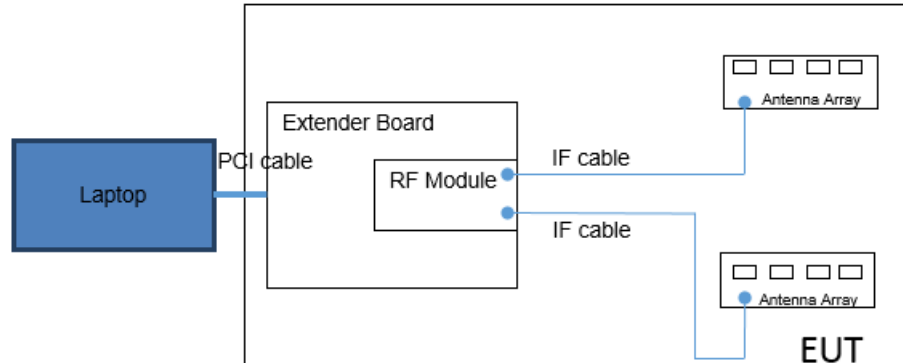 Antenna Array
Extender Board
PCI cable
IF cable
Laptop
RF Module
IF cable
Antenna Array
EUT